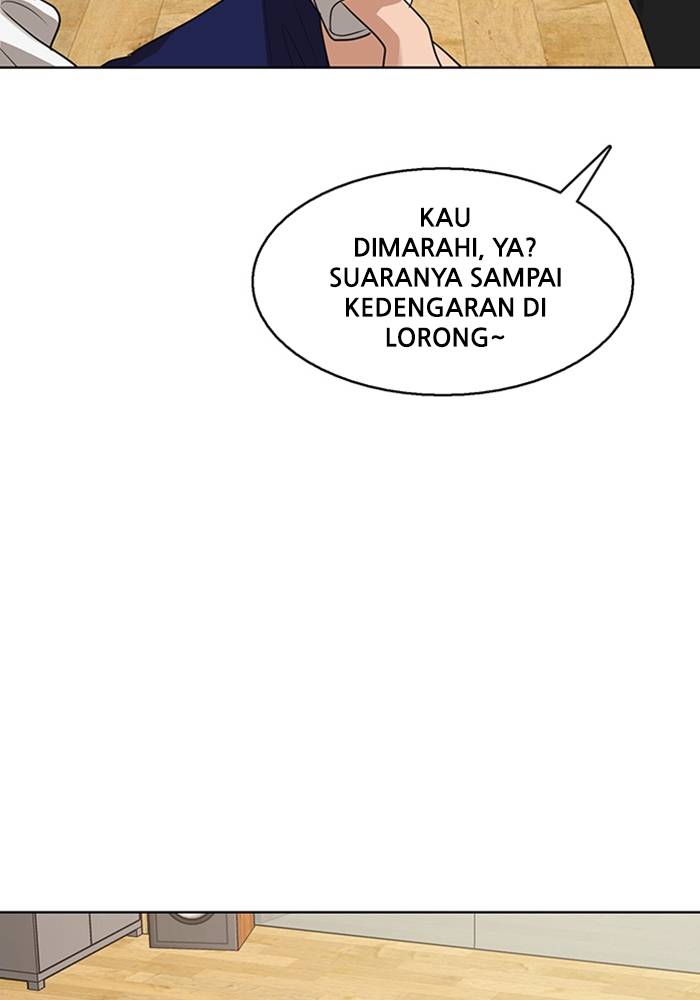 KAU
DIMARAHI, YA?
SUARANYA SAMPAI
KEDENGARAN DI
LORONG~